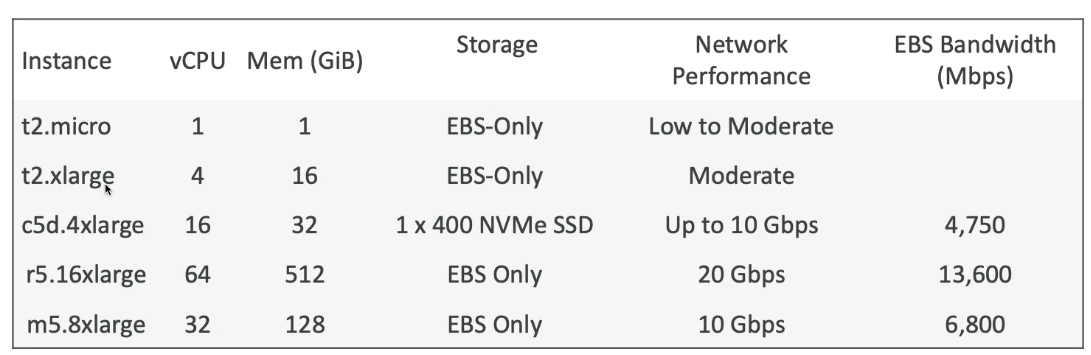 Instance vCPU Mem (GiB) Storage Network Performance EBS Bandwidth (Mbps)
t2.micro 1 1 EBS-Only Low to Moderate
t2.xlarge 4 16 EBS-Only Moderate
c5d.4xlarge 16 32 1 x 400 NVMe SSD Up to 10 Gbps 4,750
r5.16xlarge 64 512 EBS Only 20 Gbps 13,600
m5.8xlarge 32 128 EBS Only 10 Gbps 6,800